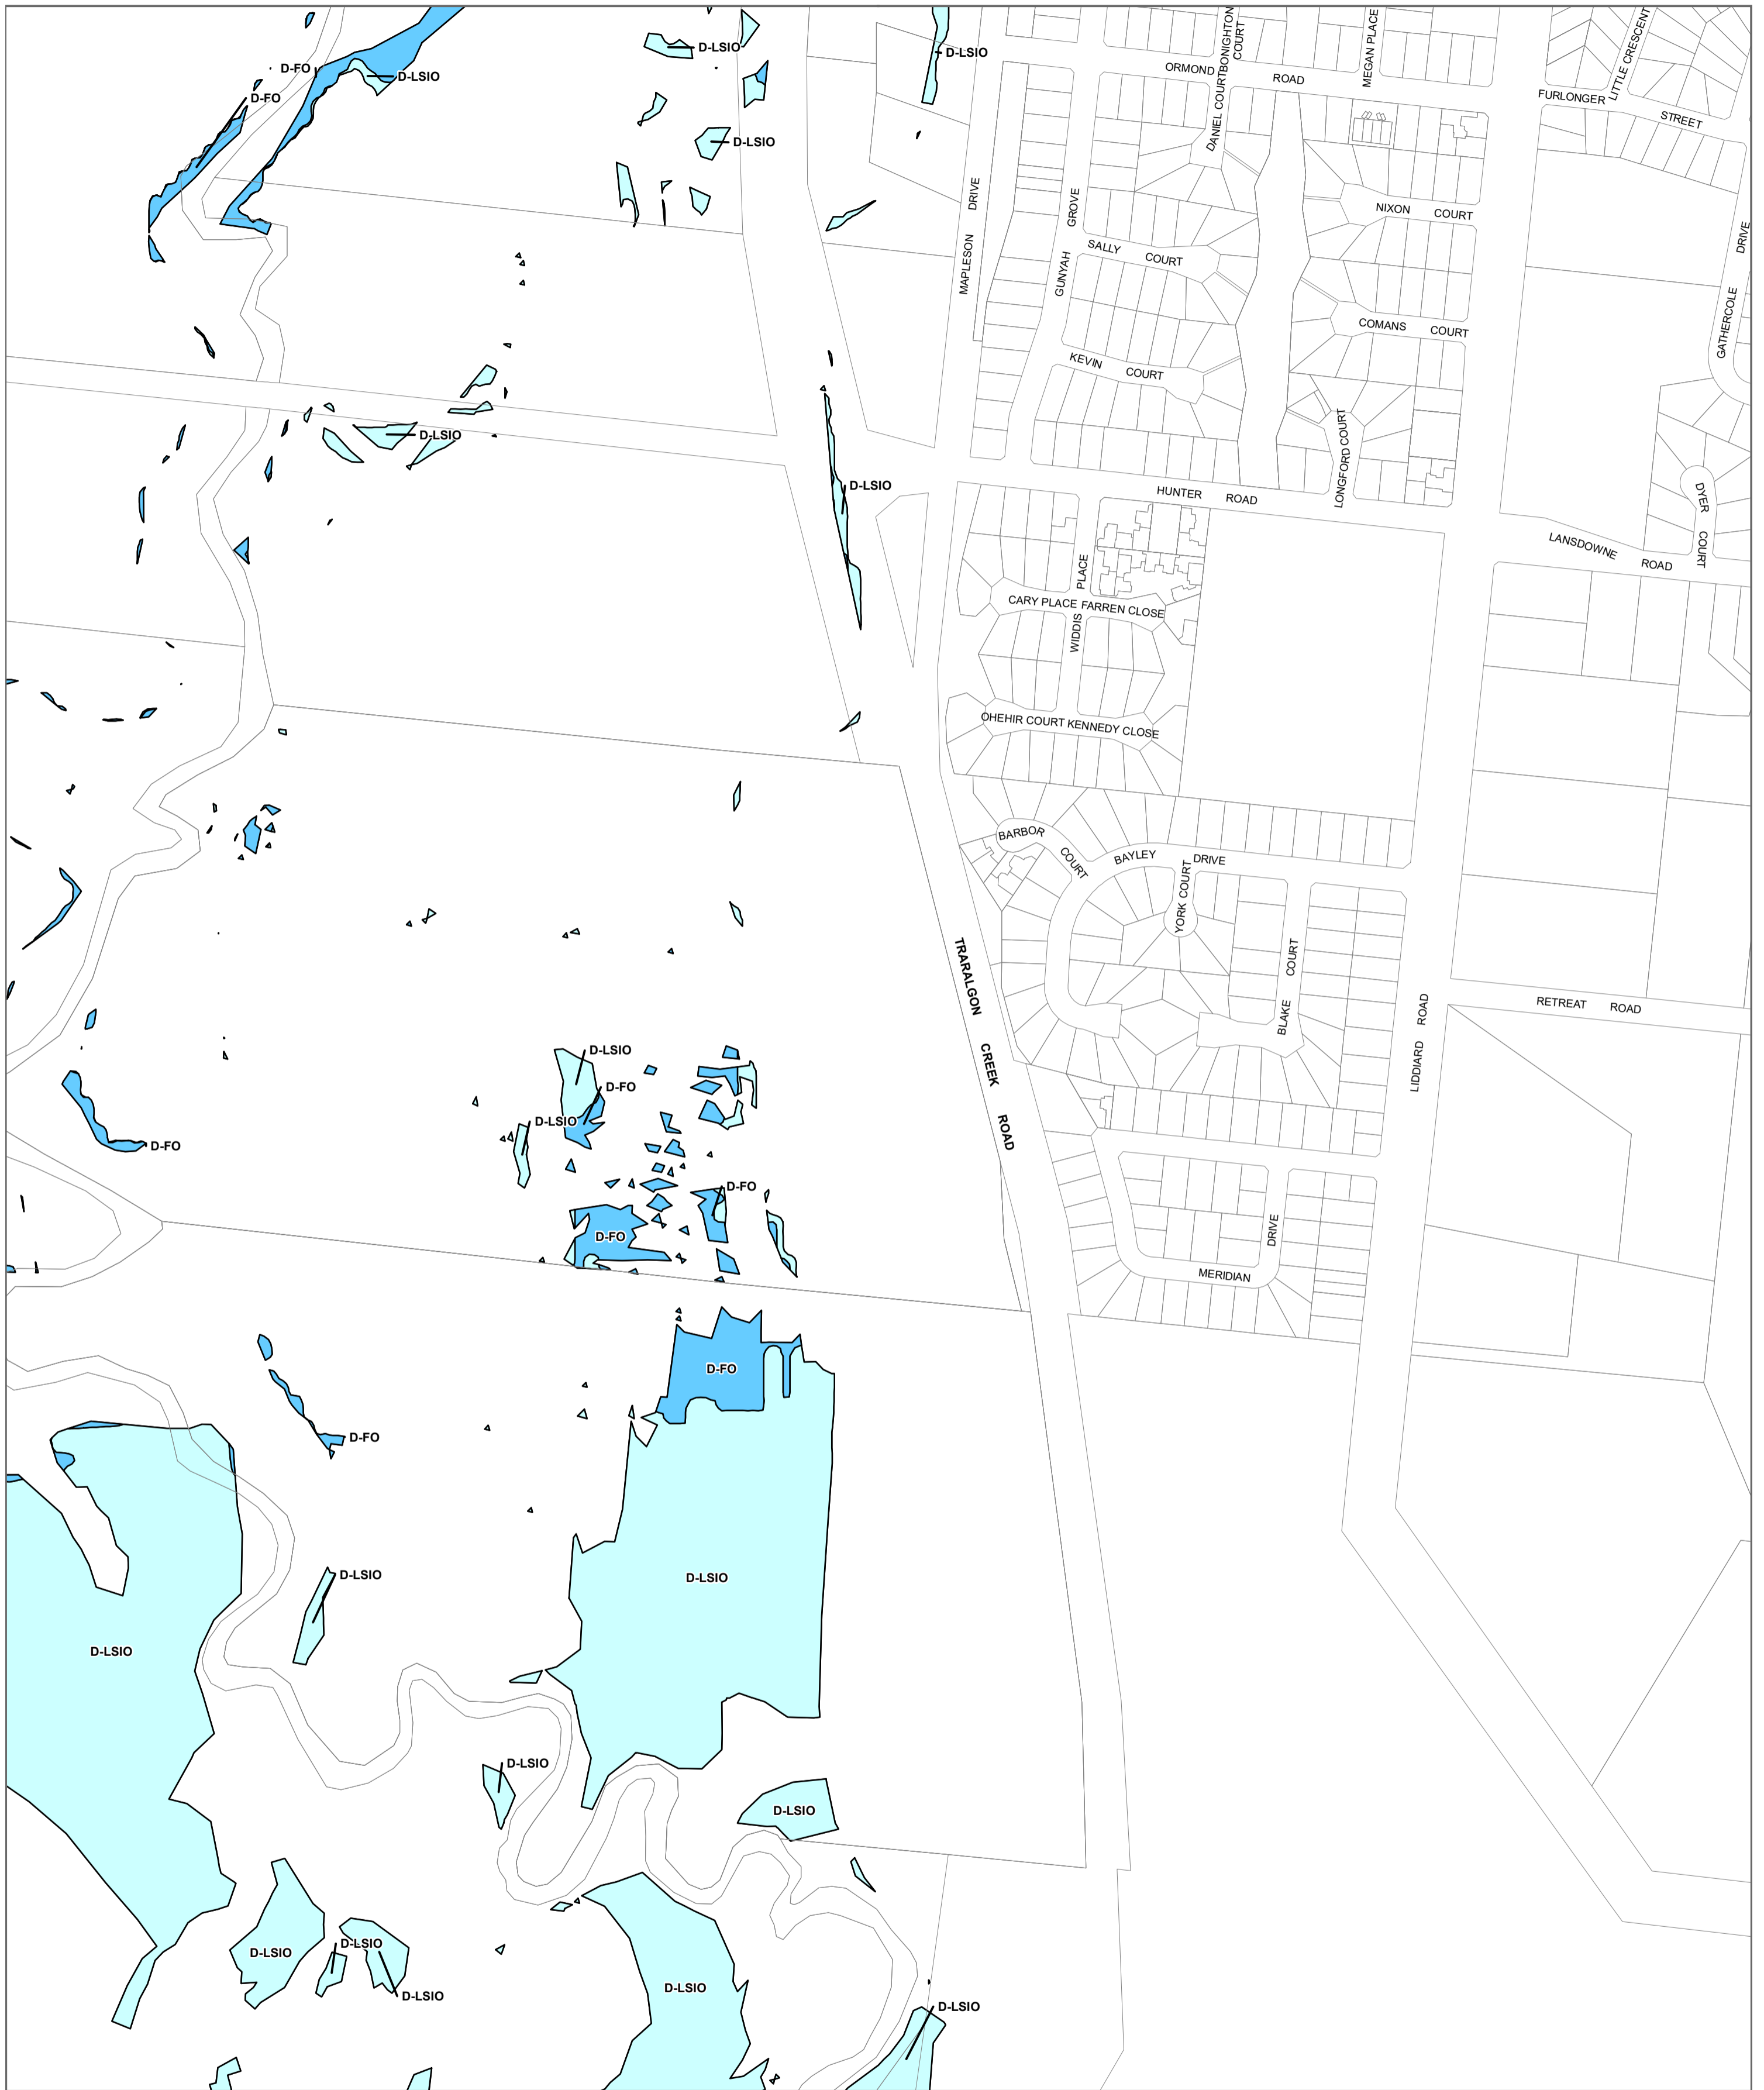 D-LSIO
D-LSIO
D-FO
D-LSIO
D-FO
D-LSIO
ORMOND ROAD
DANIEL COURT
BONIGHTON COURT
MEGAN PLACE
LITTLE CRESCENT
FURLONGER STREET
MAPLESON DRIVE
GUNYAH GROVE
SALLY COURT
NIXON COURT
COMANS COURT
GATHERCOLE DRIVE
KEVIN COURT
D-LSIO
D-LSIO
LONGFORD COURT
HUNTER ROAD
DYER COURT
LANSDOWNE ROAD
WIDDIS PLACE
CARY PLACE
FARREN CLOSE
OHEHIR COURT
KENNEDY CLOSE
BARBOR COURT
BAYLEY DRIVE
YORK COURT
BLAKE COURT
TRARALGON CREEK ROAD
LIDDIARD ROAD
RETREAT ROAD
D-LSIO
D-FO
D-LSIO
D-FO
D-FO
D-FO
MERIDIAN DRIVE
D-FO
D-FO
D-LSIO
D-LSIO
D-LSIO
D-LSIO
D-LSIO
D-LSIO
D-LSIO
D-LSIO
D-LSIO
D-LSIO